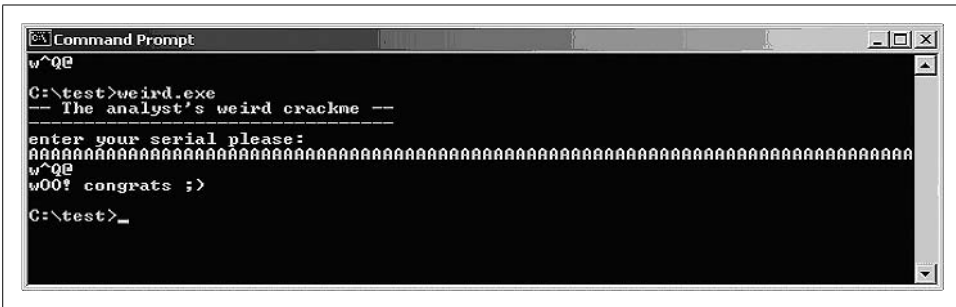 Command Prompt
w^Q@
C:\test>weird.exe
-- The analyst's weird crackme --
---------------------------------
enter your serial please:
AAAAAAAAAAAAAAAAAAAAAAAAAAAAAAAAAAAAAAAAAAAAAAAAAAAAAAAAAAAAAAAAAAAAAAAAAAAAAAAA
w^Q@
wOO! congrats ;)
C:\test>_